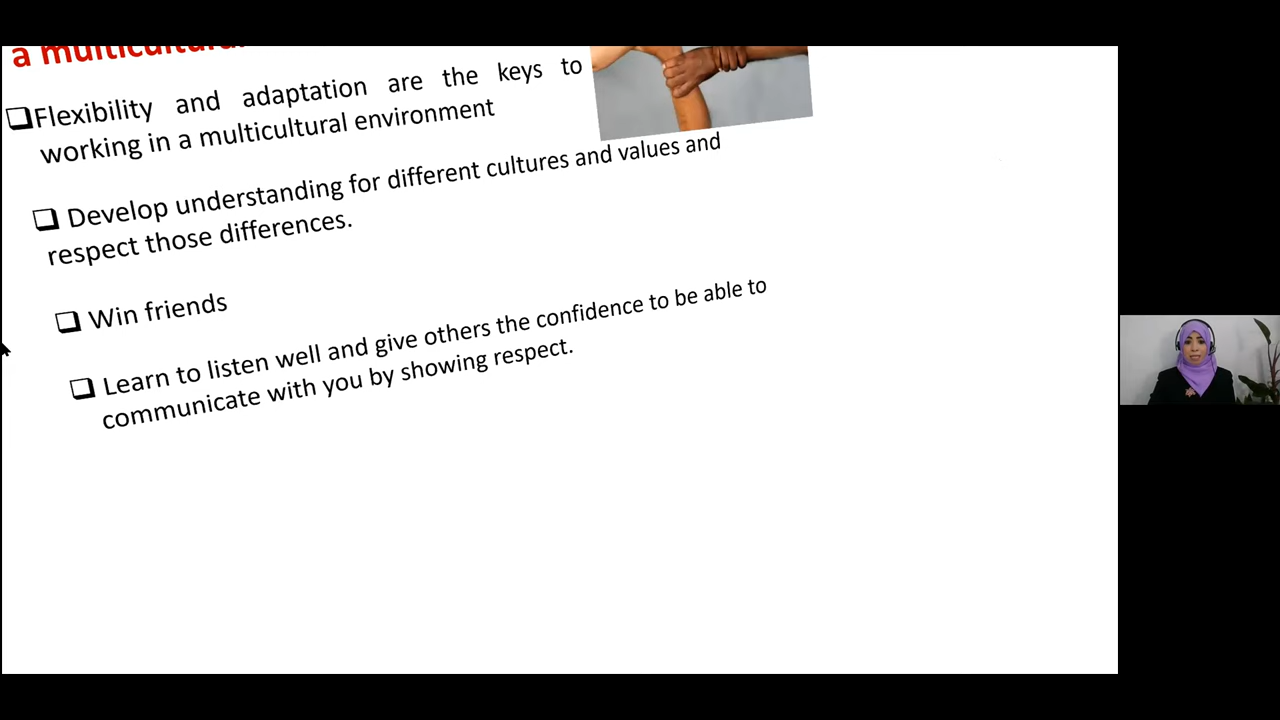 a multicultural
❑Flexibility and adaptation are the keys to
working in a multicultural environment
❑ Develop understanding for different cultures and values and
respect those differences.
❑ Win friends
❑ Learn to listen well and give others the confidence to be able to
communicate with you by showing respect.